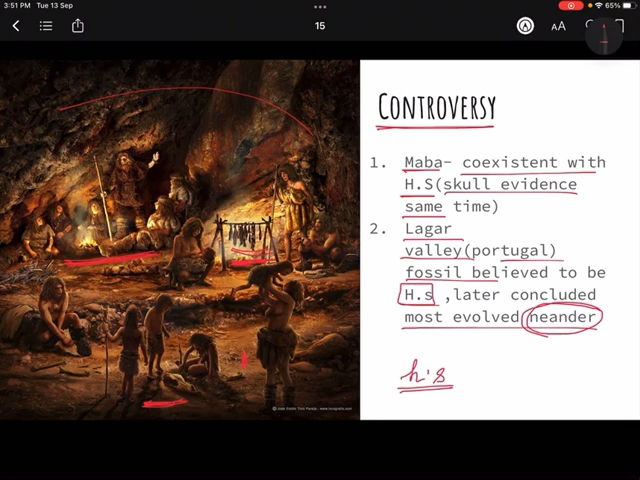 3:51 PM Tue 13 Sep
65%
15
AA
CONTROVERSY
1. Maba- coexistent with
H.S(skull evidence
same time)
2. Lagar
valley(portugal)
fossil believed to be
H.s ,later concluded
most evolved neander
h.s